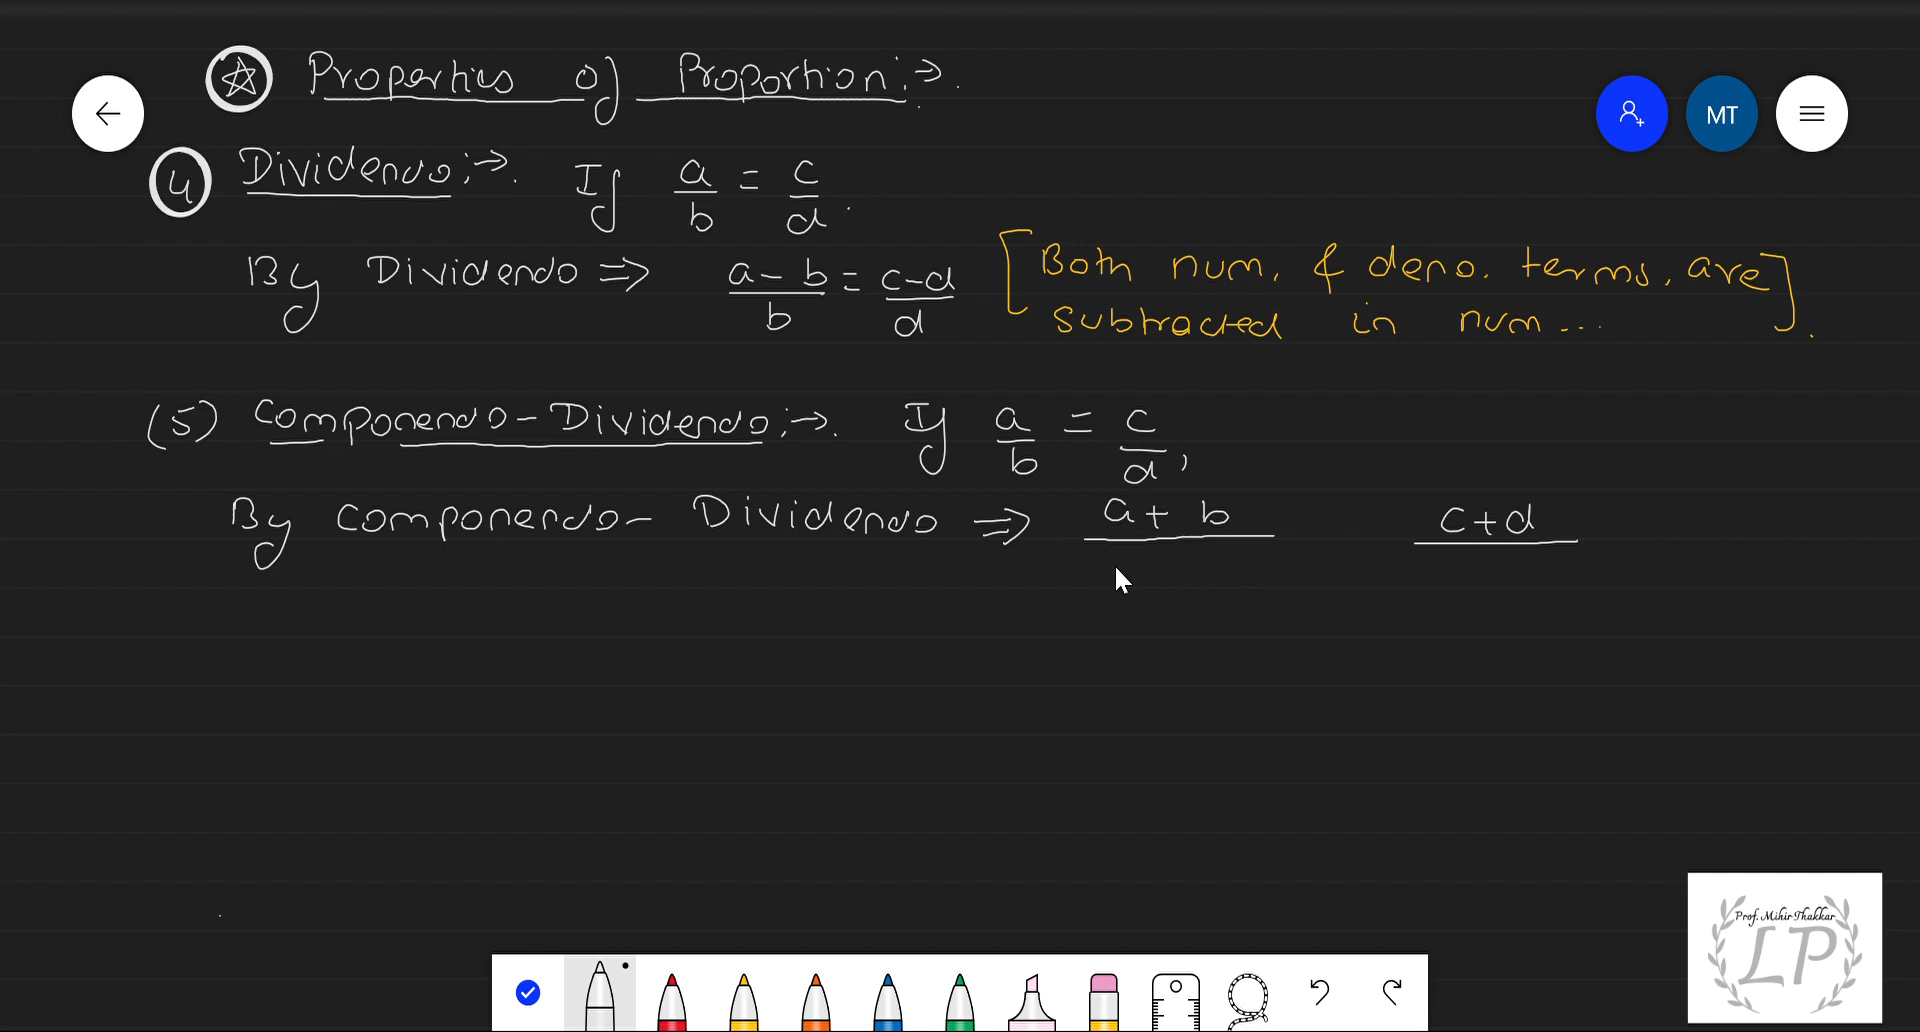 Properties of Proportion:→.
MT
④ Dividendo:→. If a/b = c/d.
By Dividendo ⇒ (a-b)/b = (c-d)/d [Both num. & deno. terms, are
subtracted in num...].
(5) Componendo-Dividendo:→. If a/b = c/d,
By Componendo- Dividendo ⇒ a+b c+d
Prof. Mihir Thakkar
LP